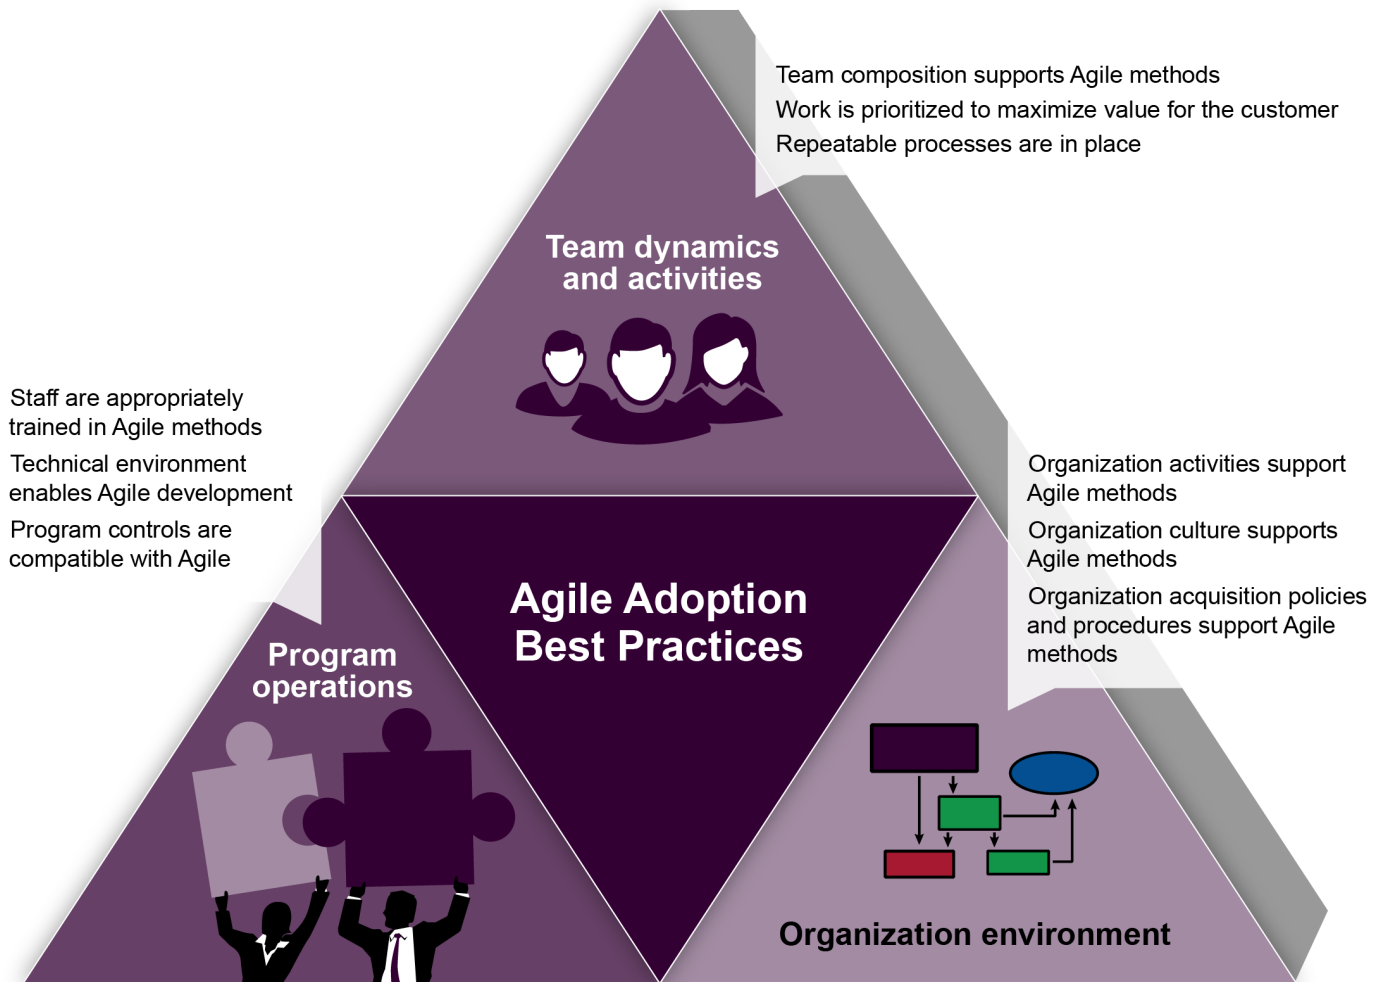 Team composition supports Agile methods
Work is prioritized to maximize value for the customer
Repeatable processes are in place
Team dynamics
and activities
Staff are appropriately
trained in Agile methods
Technical environment
enables Agile development
Program controls are
compatible with Agile
Organization activities support
Agile methods
Organization culture supports
Agile methods
Organization acquisition policies
and procedures support Agile
methods
Agile Adoption
Best Practices
Program
operations
Organization environment